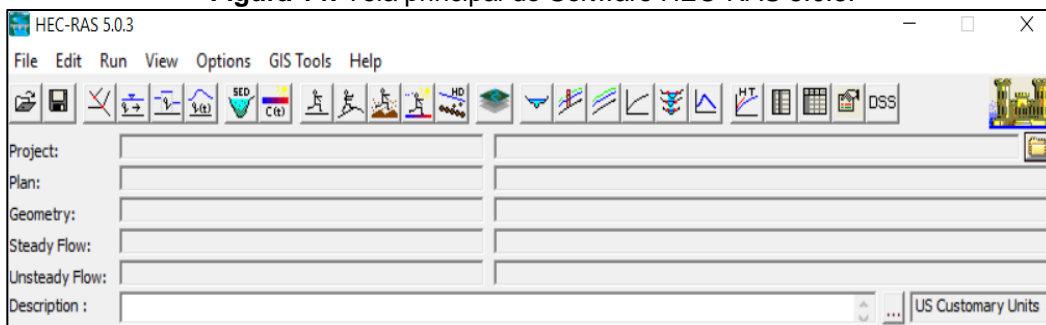 HEC-RAS 5.0.3
File Edit Run View Options GIS Tools Help
SED C(t) HD HT DSS
Project:
Plan:
Geometry:
Steady Flow:
Unsteady Flow:
Description : ... US Customary Units